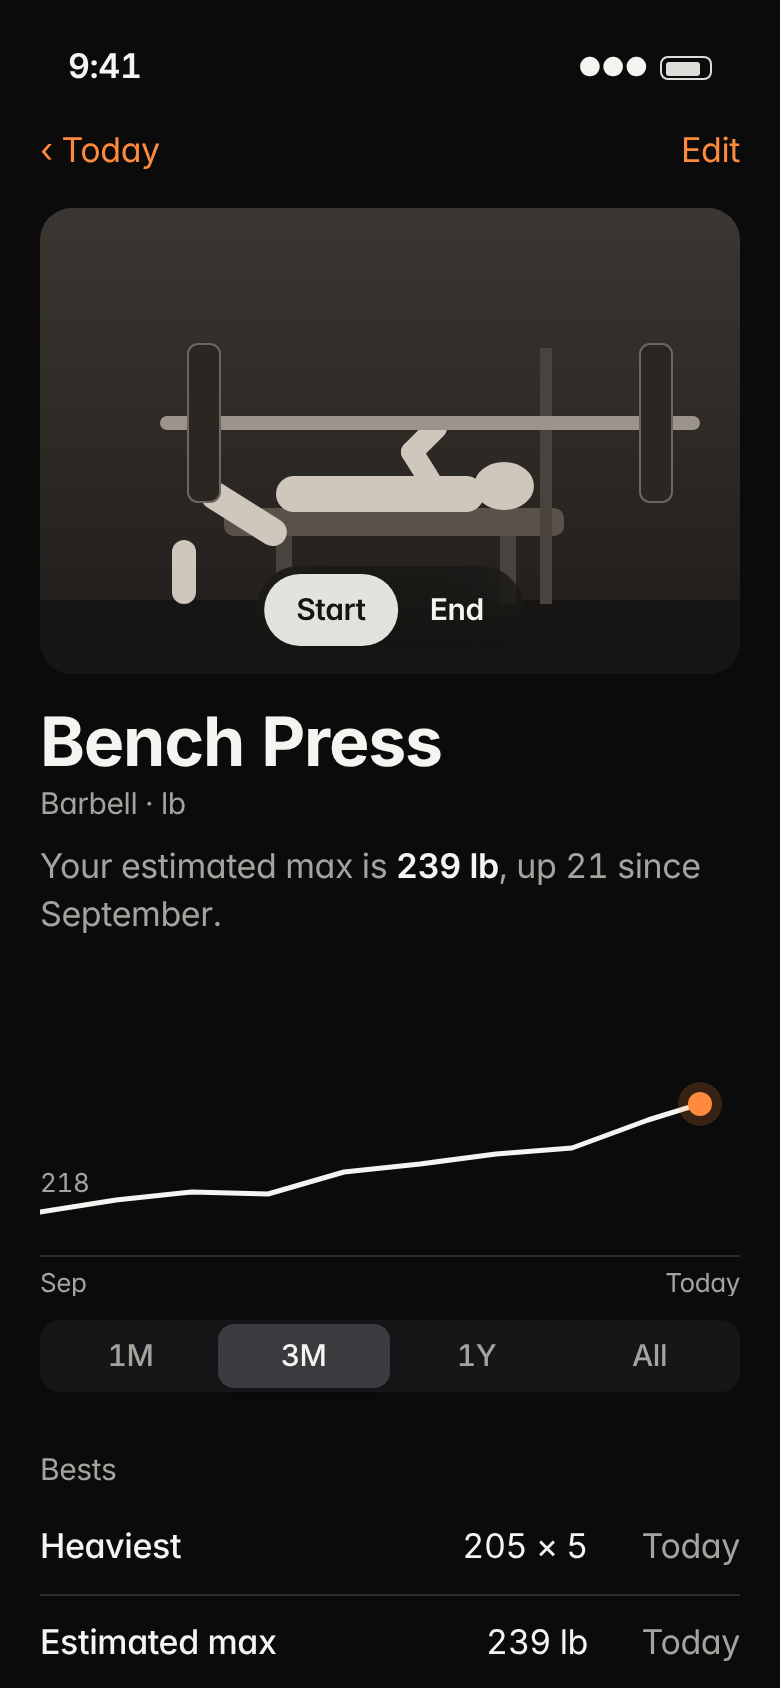 9:41
‹ Today
Edit
Start
End
Bench Press
Barbell · lb
Your estimated max is 239 lb, up 21 since
September.
218
Sep
Today
1M
3M
1Y
All
Bests
Heaviest 205 × 5 Today
Estimated max 239 lb Today